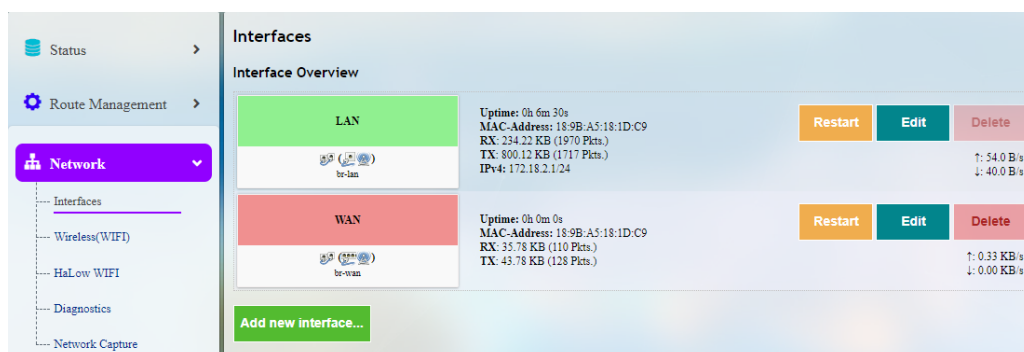 Status
Route Management
Network
Interfaces
Wireless(WIFI)
HaLow WIFI
Diagnostics
Network Capture
Interfaces
Interface Overview
LAN
br-lan
Uptime: 0h 6m 30s
MAC-Address: 18:9B:A5:18:1D:C9
RX: 234.22 KB (1970 Pkts.)
TX: 800.12 KB (1717 Pkts.)
IPv4: 172.18.2.1/24
Restart
Edit
Delete
↑: 54.0 B/s
↓: 40.0 B/s
WAN
br-wan
Uptime: 0h 0m 0s
MAC-Address: 18:9B:A5:18:1D:C9
RX: 35.78 KB (110 Pkts.)
TX: 43.78 KB (128 Pkts.)
Restart
Edit
Delete
↑: 0.33 KB/s
↓: 0.00 KB/s
Add new interface...